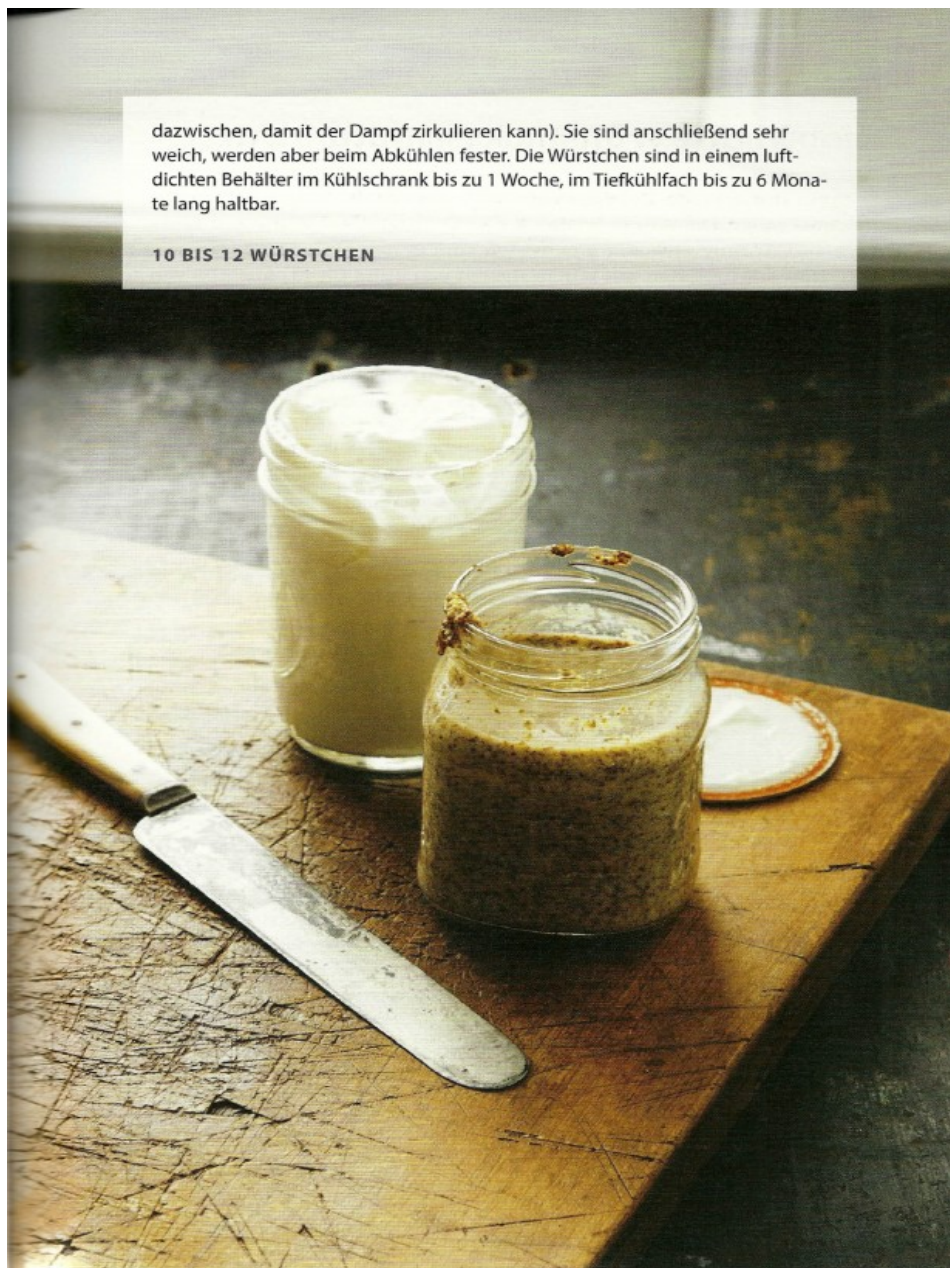 dazwischen, damit der Dampf zirkulieren kann). Sie sind anschließend sehr
weich, werden aber beim Abkühlen fester. Die Würstchen sind in einem luft-
dichten Behälter im Kühlschrank bis zu 1 Woche, im Tiefkühlfach bis zu 6 Mona-
te lang haltbar.
10 BIS 12 WÜRSTCHEN